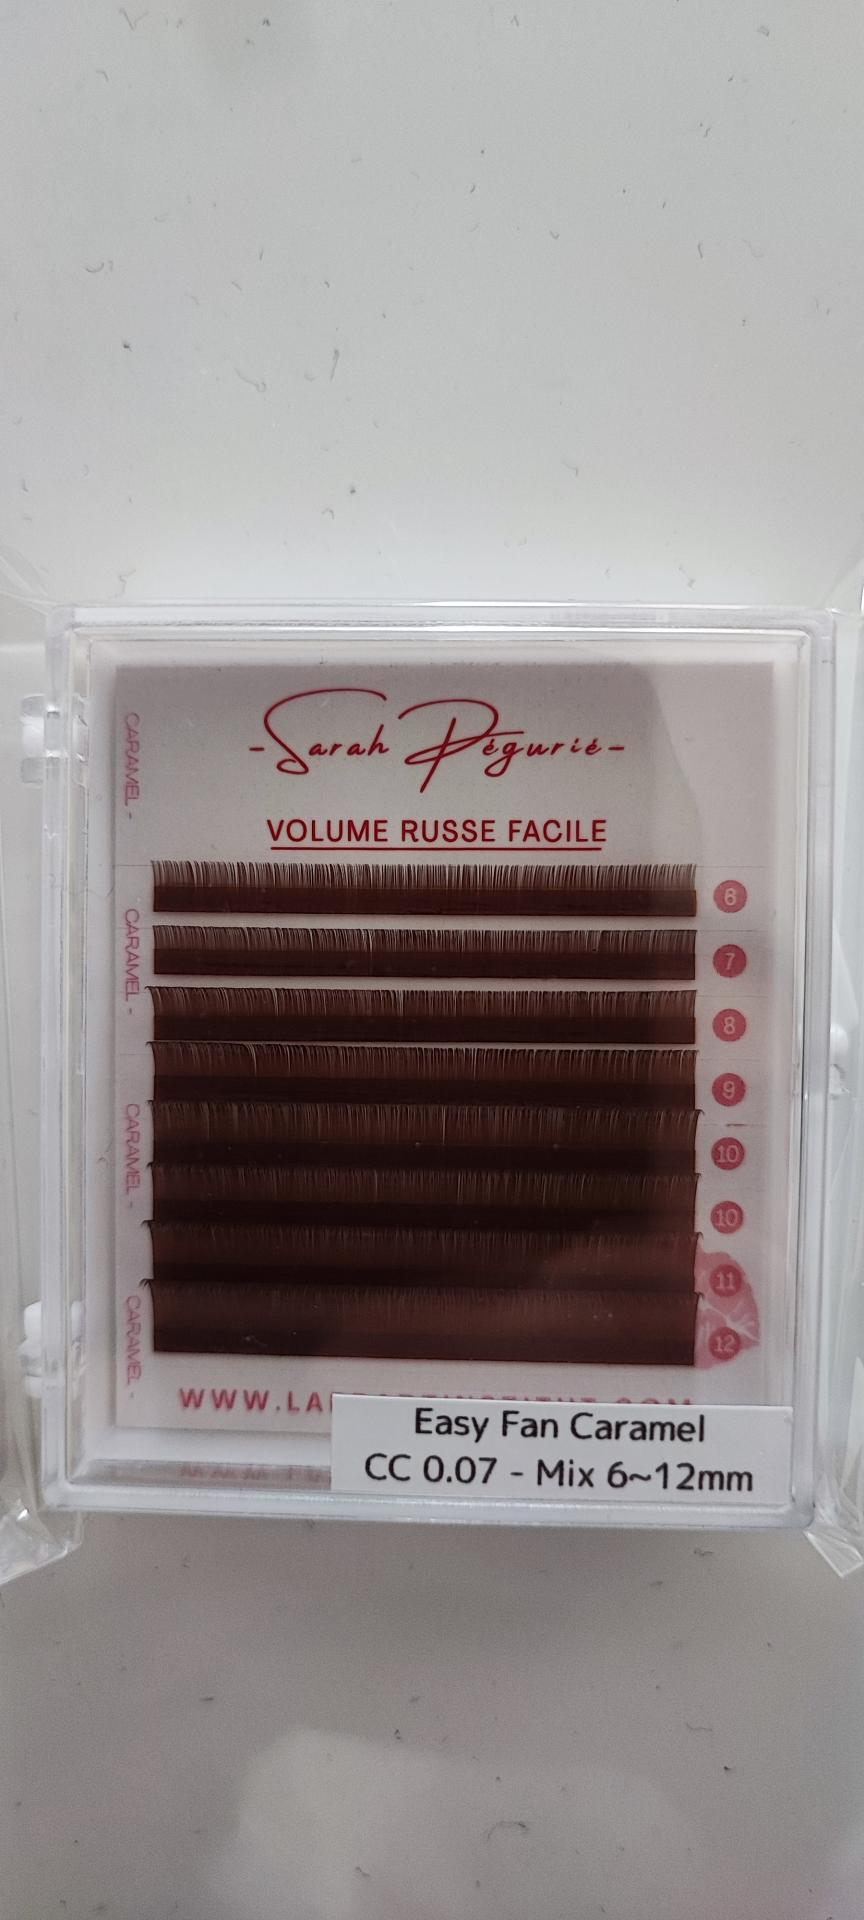 -Sarah Pégurié-
VOLUME RUSSE FACILE
CARAMEL -
CARAMEL -
CARAMEL -
CARAMEL -
6
7
8
9
10
10
11
12
Easy Fan Caramel
CC 0.07 - Mix 6~12mm